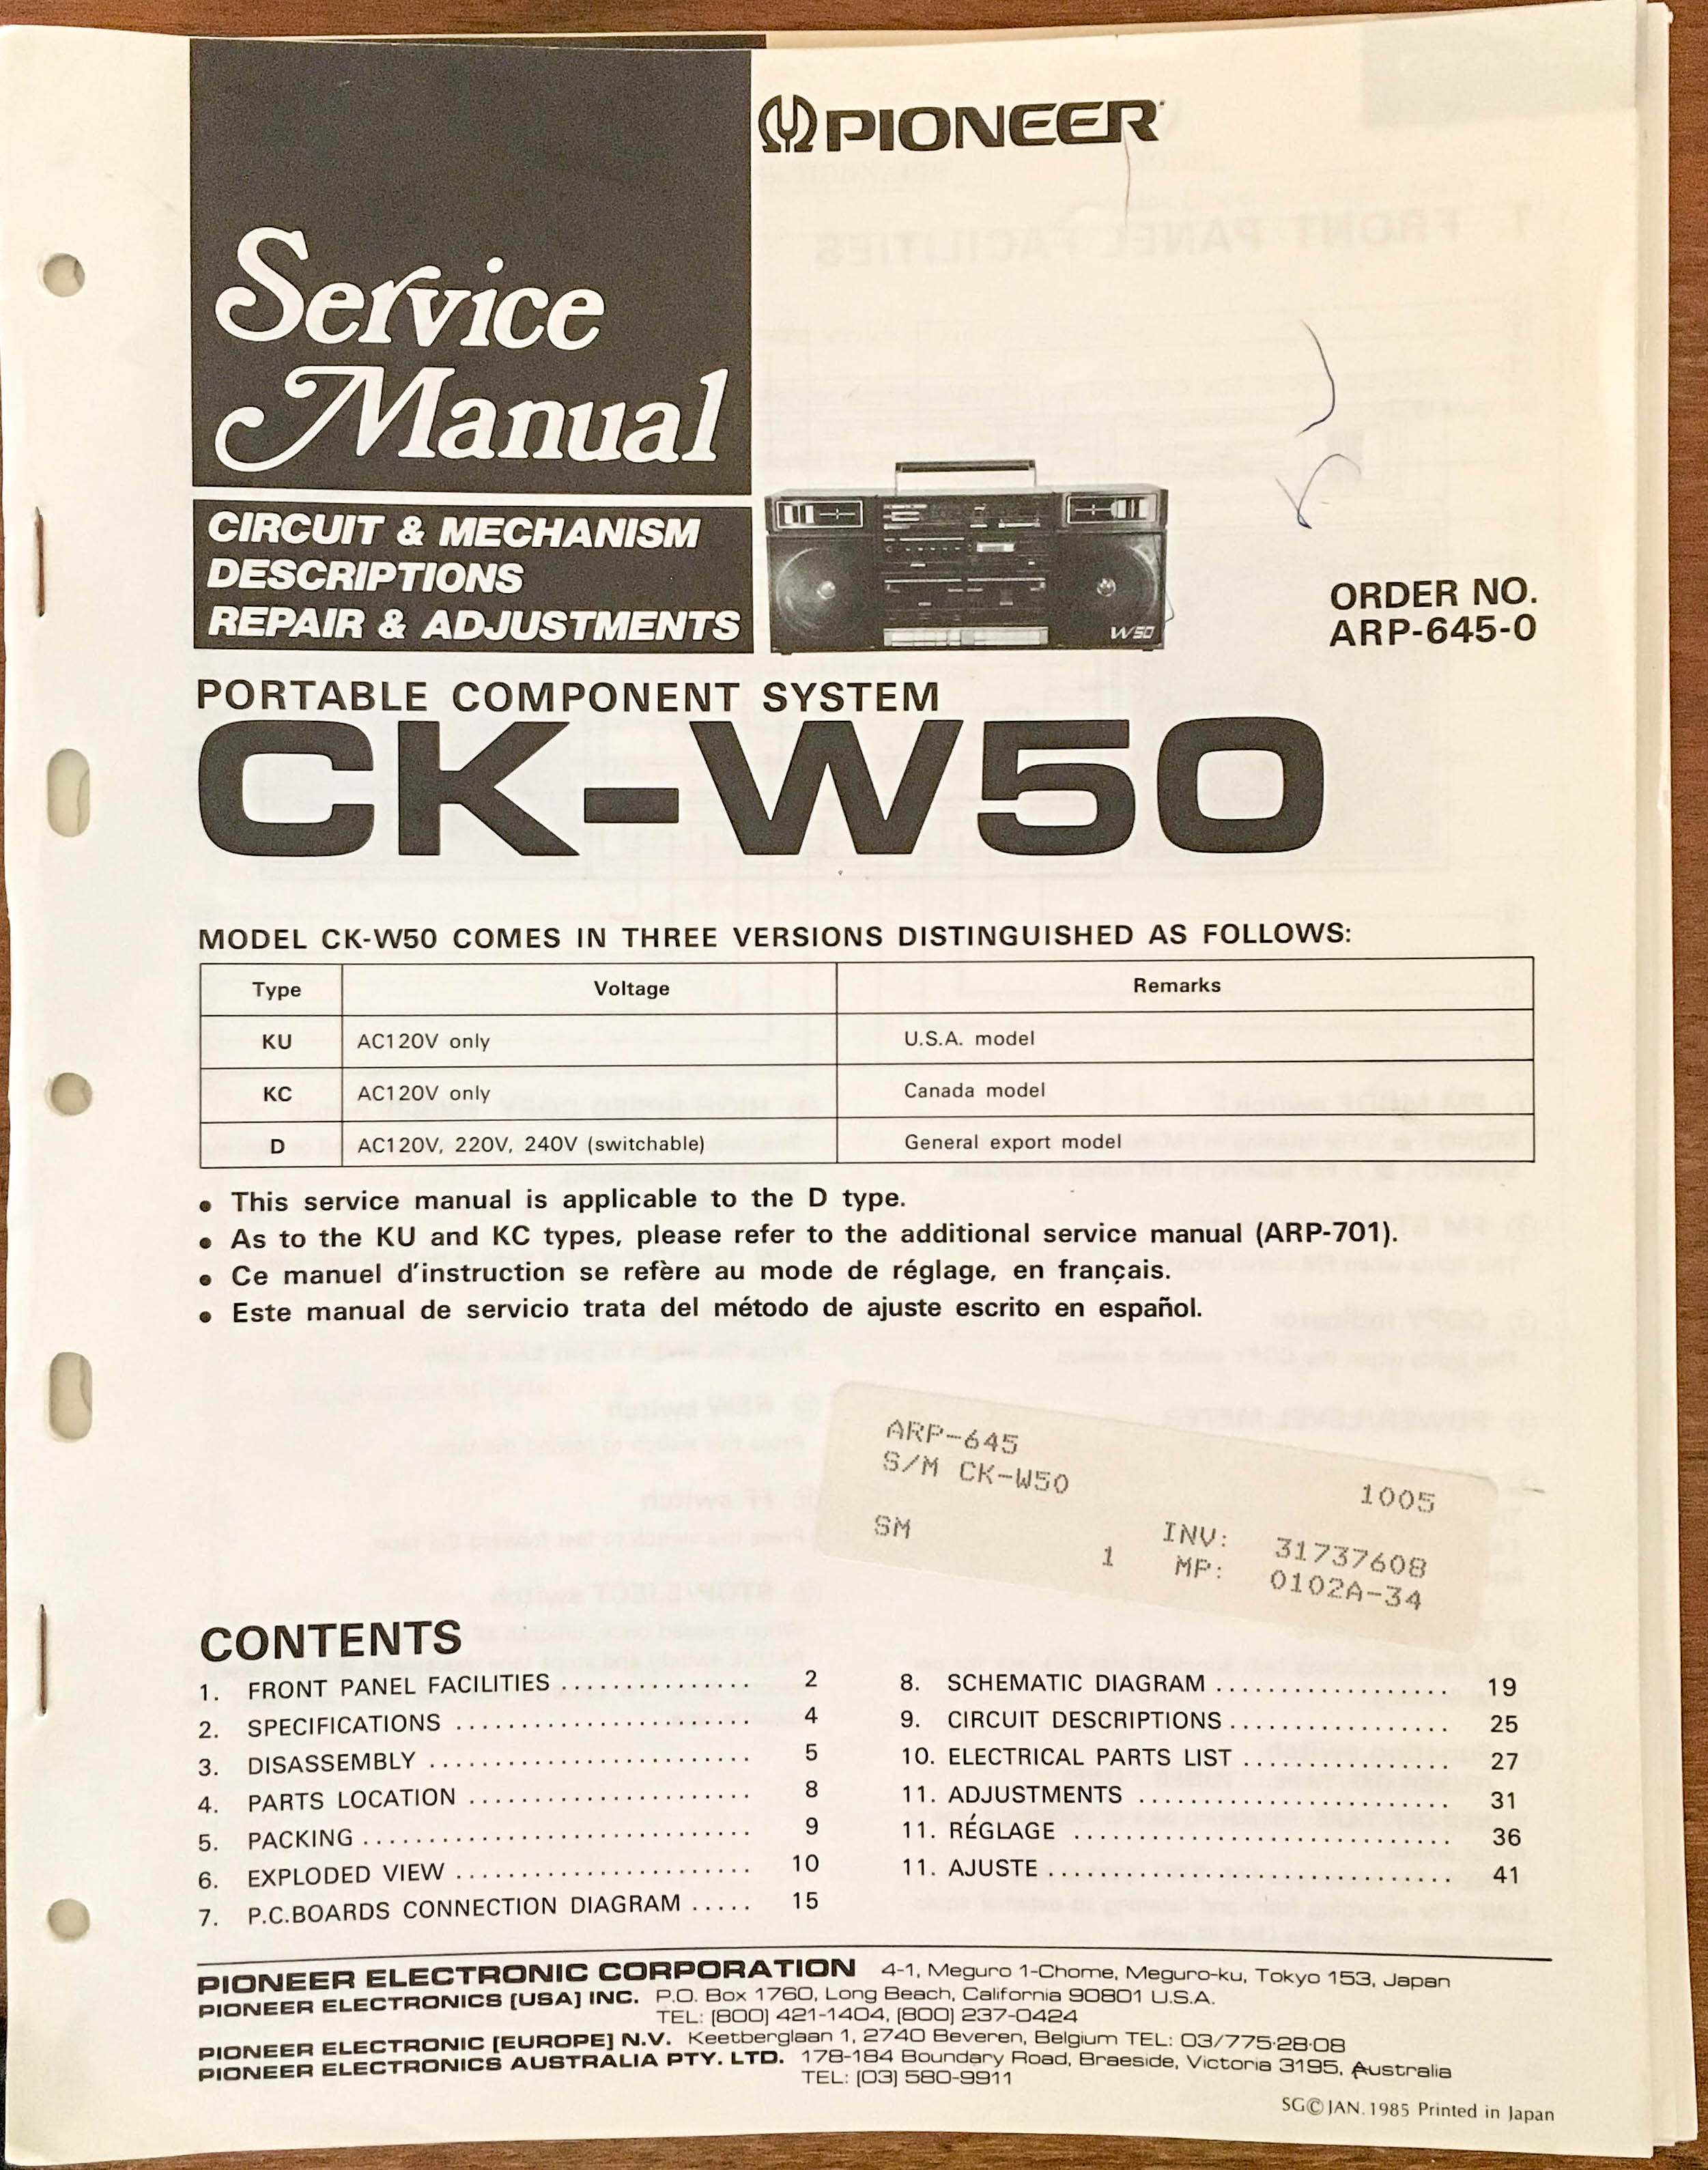 PIONEER
Service
Manual
CIRCUIT & MECHANISM
DESCRIPTIONS
REPAIR & ADJUSTMENTS
W50
ORDER NO.
ARP-645-0
PORTABLE COMPONENT SYSTEM
CK-W50
MODEL CK-W50 COMES IN THREE VERSIONS DISTINGUISHED AS FOLLOWS:
Type Voltage Remarks
KU AC120V only U.S.A. model
KC AC120V only Canada model
D AC120V, 220V, 240V (switchable) General export model
• This service manual is applicable to the D type.
• As to the KU and KC types, please refer to the additional service manual (ARP-701).
• Ce manuel d'instruction se refère au mode de réglage, en français.
• Este manual de servicio trata del método de ajuste escrito en español.
ARP-645
S/M CK-W50 1005
SM INV: 31737608
1 MP: 0102A-34
CONTENTS
1. FRONT PANEL FACILITIES ............... 2
2. SPECIFICATIONS ....................... 4
3. DISASSEMBLY ......................... 5
4. PARTS LOCATION ...................... 8
5. PACKING .............................. 9
6. EXPLODED VIEW ....................... 10
7. P.C.BOARDS CONNECTION DIAGRAM ..... 15
8. SCHEMATIC DIAGRAM .................. 19
9. CIRCUIT DESCRIPTIONS ................. 25
10. ELECTRICAL PARTS LIST ................ 27
11. ADJUSTMENTS ........................ 31
11. RÉGLAGE ............................. 36
11. AJUSTE ............................... 41
PIONEER ELECTRONIC CORPORATION 4-1, Meguro 1-Chome, Meguro-ku, Tokyo 153, Japan
PIONEER ELECTRONICS [USA] INC. P.O. Box 1760, Long Beach, California 90801 U.S.A.
TEL: [800] 421-1404, [800] 237-0424
PIONEER ELECTRONIC [EUROPE] N.V. Keetberglaan 1, 2740 Beveren, Belgium TEL: 03/775·28·08
PIONEER ELECTRONICS AUSTRALIA PTY. LTD. 178-184 Boundary Road, Braeside, Victoria 3195, Australia
TEL: [03] 580-9911
SG©JAN.1985 Printed in Japan